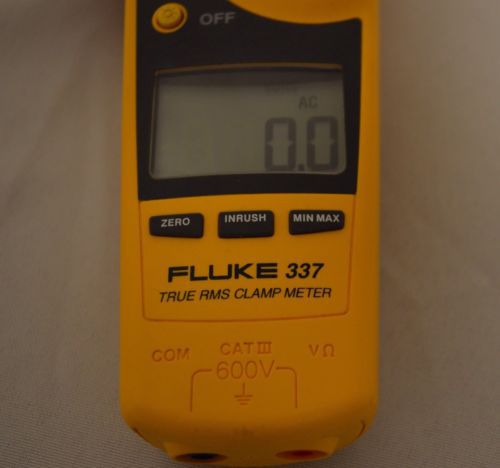 OFF
AC
0.0
ZERO INRUSH MIN MAX
FLUKE 337
TRUE RMS CLAMP METER
COM CAT III VΩ
600V